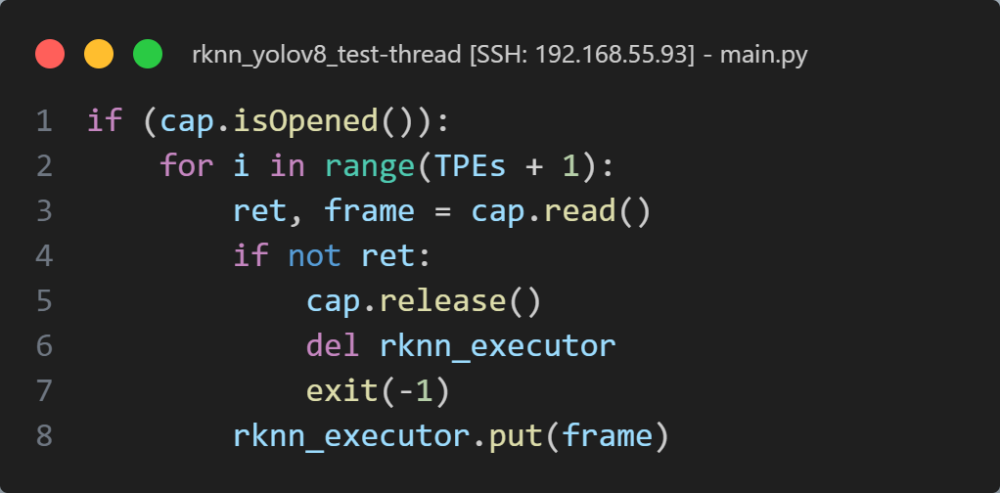 rknn_yolov8_test-thread [SSH: 192.168.55.93] - main.py
1 if (cap.isOpened()):
2     for i in range(TPEs + 1):
3         ret, frame = cap.read()
4         if not ret:
5             cap.release()
6             del rknn_executor
7             exit(-1)
8         rknn_executor.put(frame)